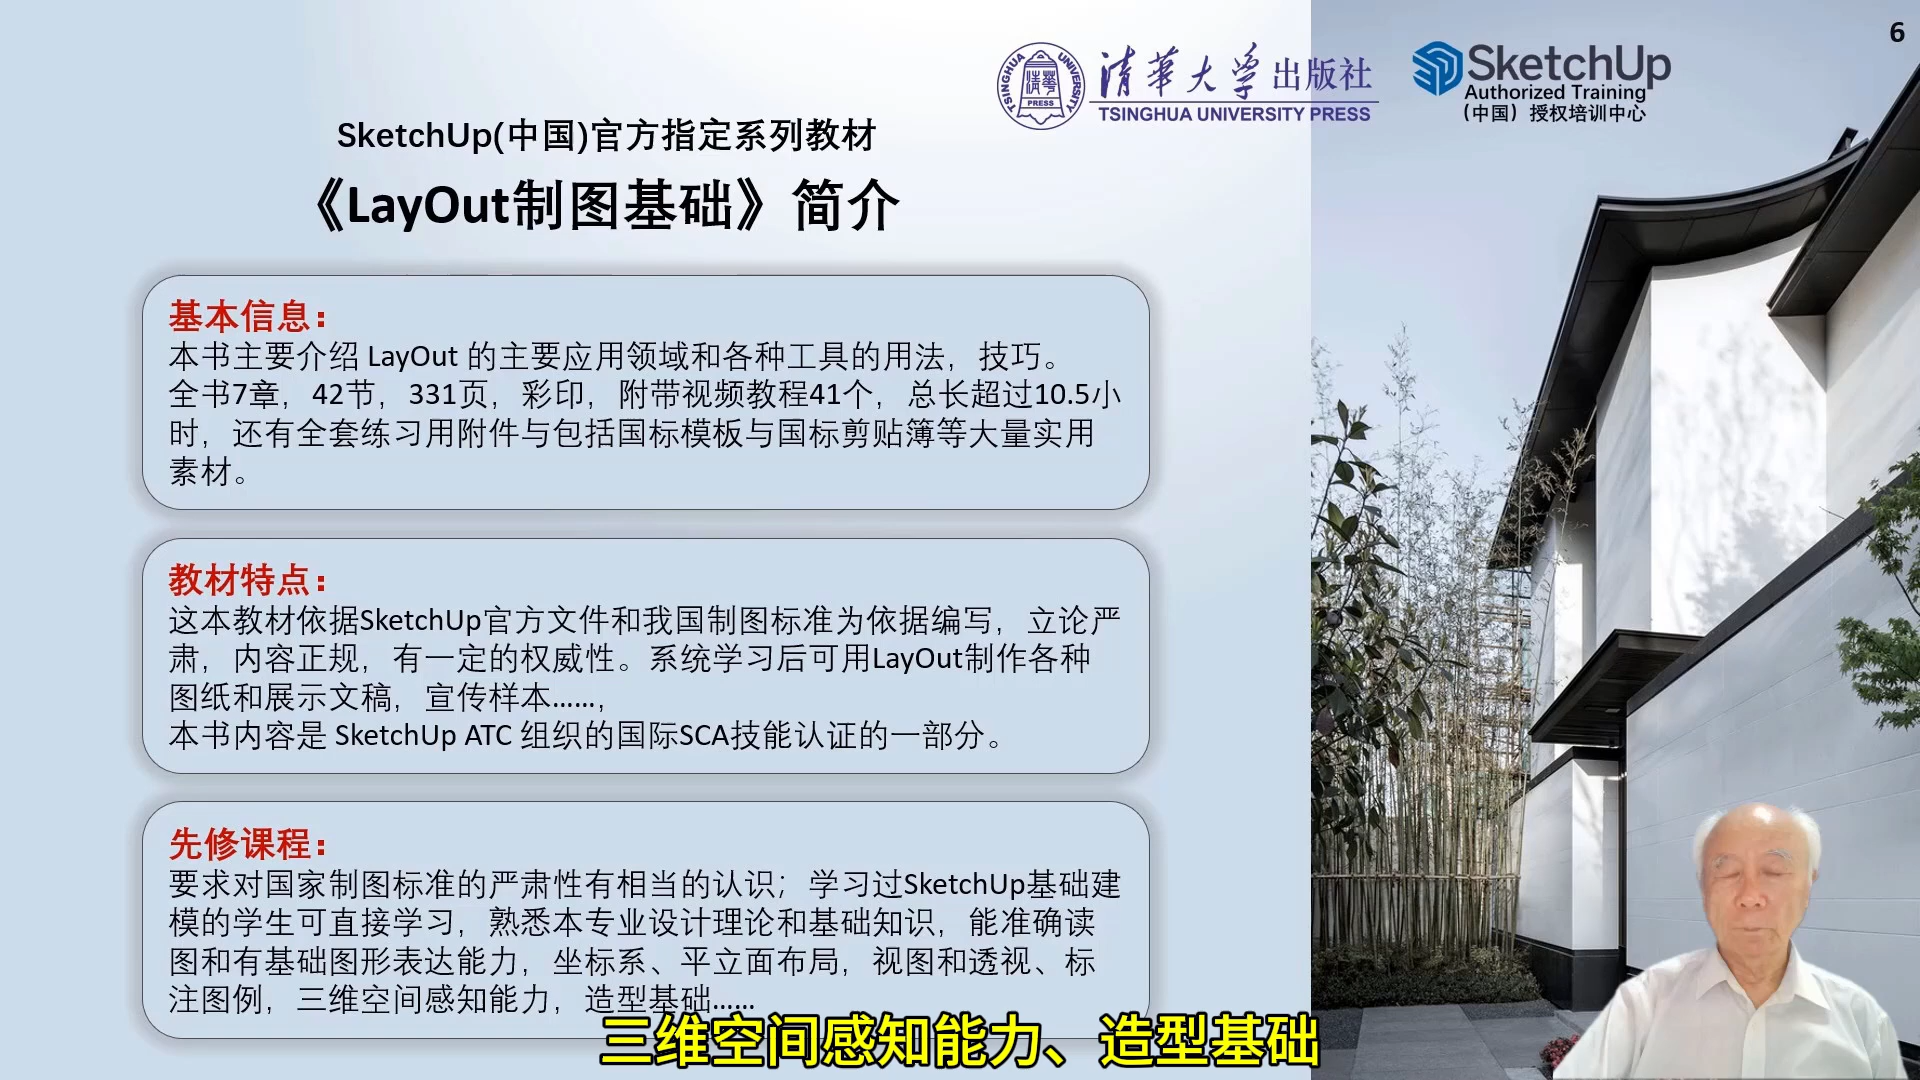 6
TSINGHUA UNIVERSITY
清華
PRESS
清华大学出版社
TSINGHUA UNIVERSITY PRESS
SketchUp
Authorized Training
（中国）授权培训中心
SketchUp(中国)官方指定系列教材
《LayOut制图基础》简介
基本信息：
本书主要介绍 LayOut 的主要应用领域和各种工具的用法，技巧。
全书7章，42节，331页，彩印，附带视频教程41个，总长超过10.5小
时，还有全套练习用附件与包括国标模板与国标剪贴簿等大量实用
素材。
教材特点：
这本教材依据SketchUp官方文件和我国制图标准为依据编写，立论严
肃，内容正规，有一定的权威性。系统学习后可用LayOut制作各种
图纸和展示文稿，宣传样本……，
本书内容是 SketchUp ATC 组织的国际SCA技能认证的一部分。
先修课程：
要求对国家制图标准的严肃性有相当的认识；学习过SketchUp基础建
模的学生可直接学习，熟悉本专业设计理论和基础知识，能准确读
图和有基础图形表达能力，坐标系、平立面布局，视图和透视、标
注图例，三维空间感知能力，造型基础……
三维空间感知能力、造型基础